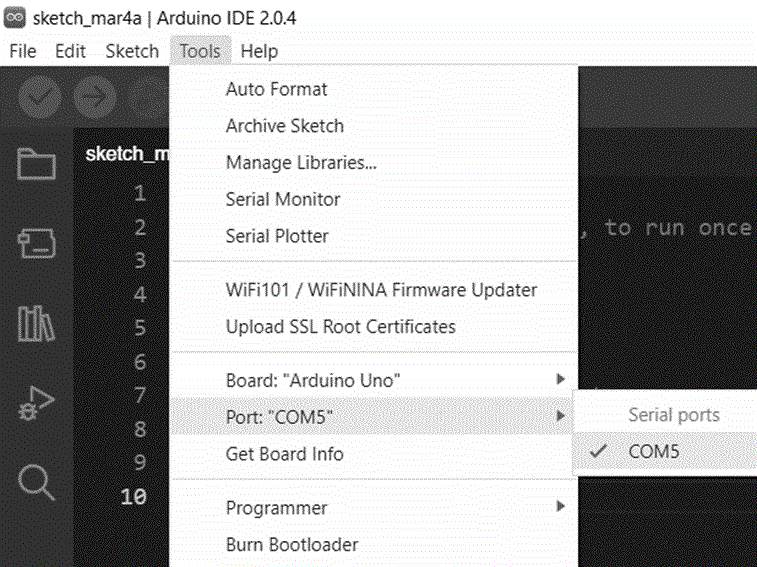 sketch_mar4a | Arduino IDE 2.0.4
File Edit Sketch Tools Help
Auto Format
Archive Sketch
Manage Libraries...
Serial Monitor
Serial Plotter
WiFi101 / WiFiNINA Firmware Updater
Upload SSL Root Certificates
Board: "Arduino Uno"
Port: "COM5"
Get Board Info
Programmer
Burn Bootloader
Serial ports
COM5
sketch_m
1
2
, to run once
3
4
5
6
7
8
9
10